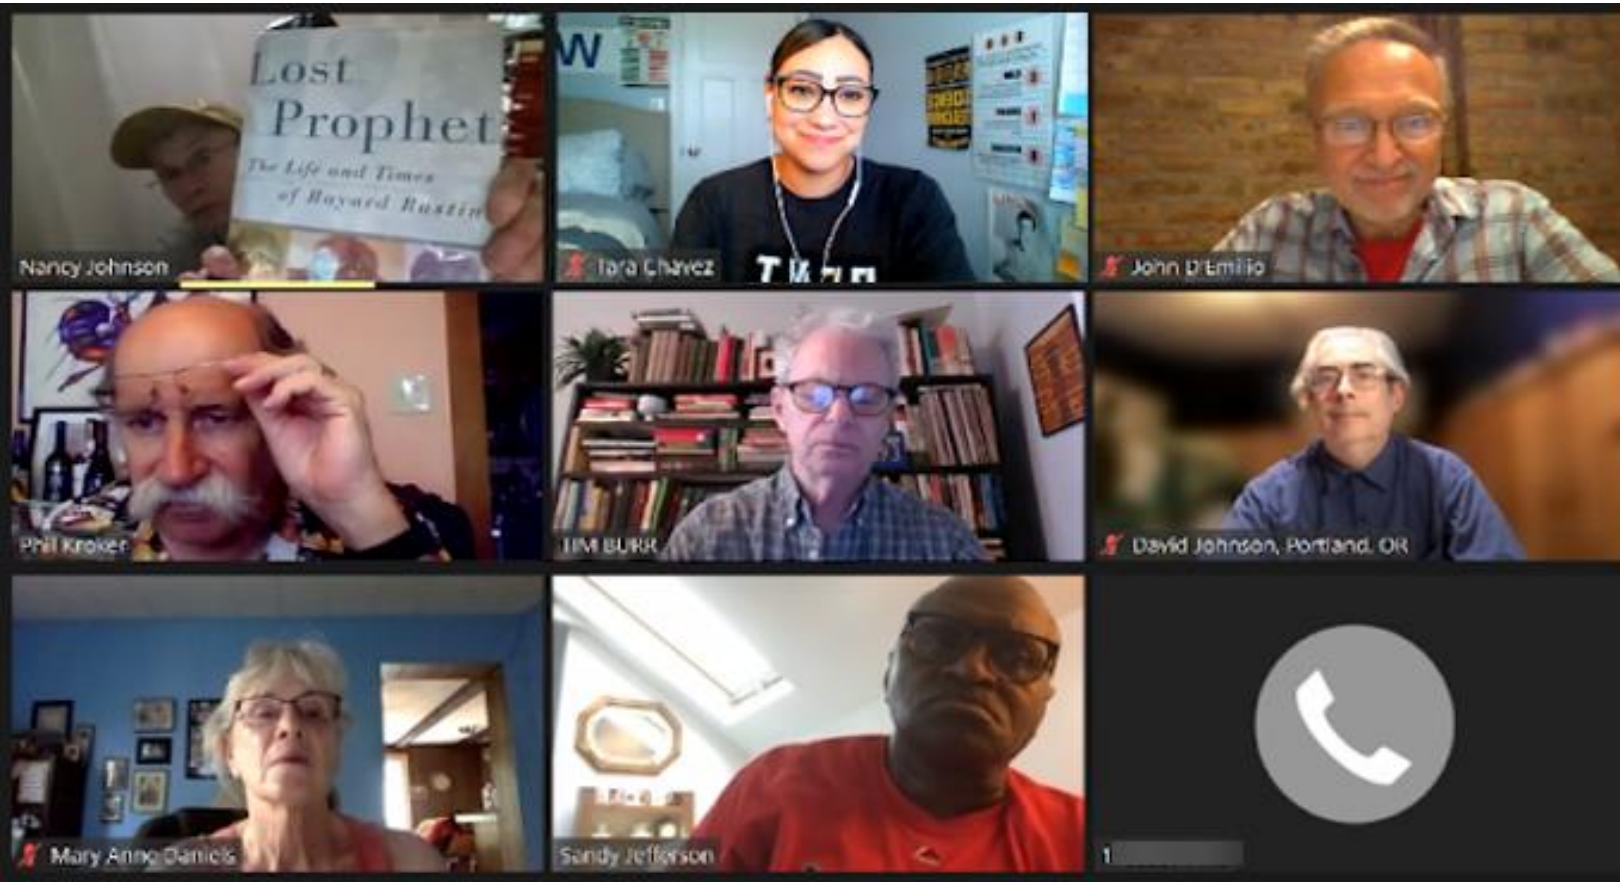 Lost
Prophet
The Life and Times
of Bayard Rustin
Nancy Johnson
W
Tara Chavez
John D'Emilio
Phil Kroker
TIM BURR
David Johnson, Portland, OR
Mary Anne Daniels
Sandy Jefferson
1